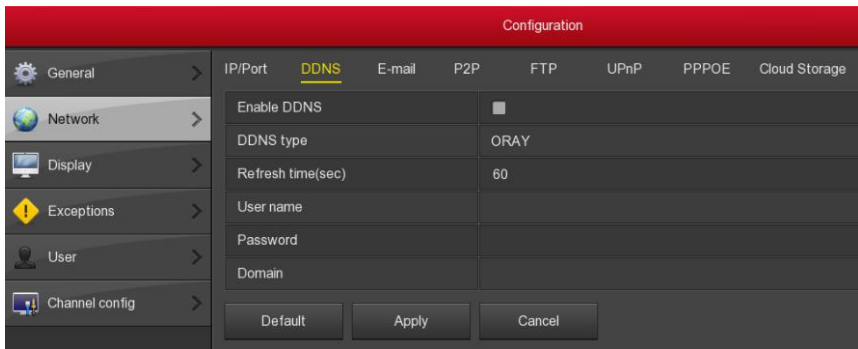 Configuration
General
Network
Display
Exceptions
User
Channel config
IP/Port DDNS E-mail P2P FTP UPnP PPPOE Cloud Storage
Enable DDNS
DDNS type ORAY
Refresh time(sec) 60
User name
Password
Domain
Default Apply Cancel